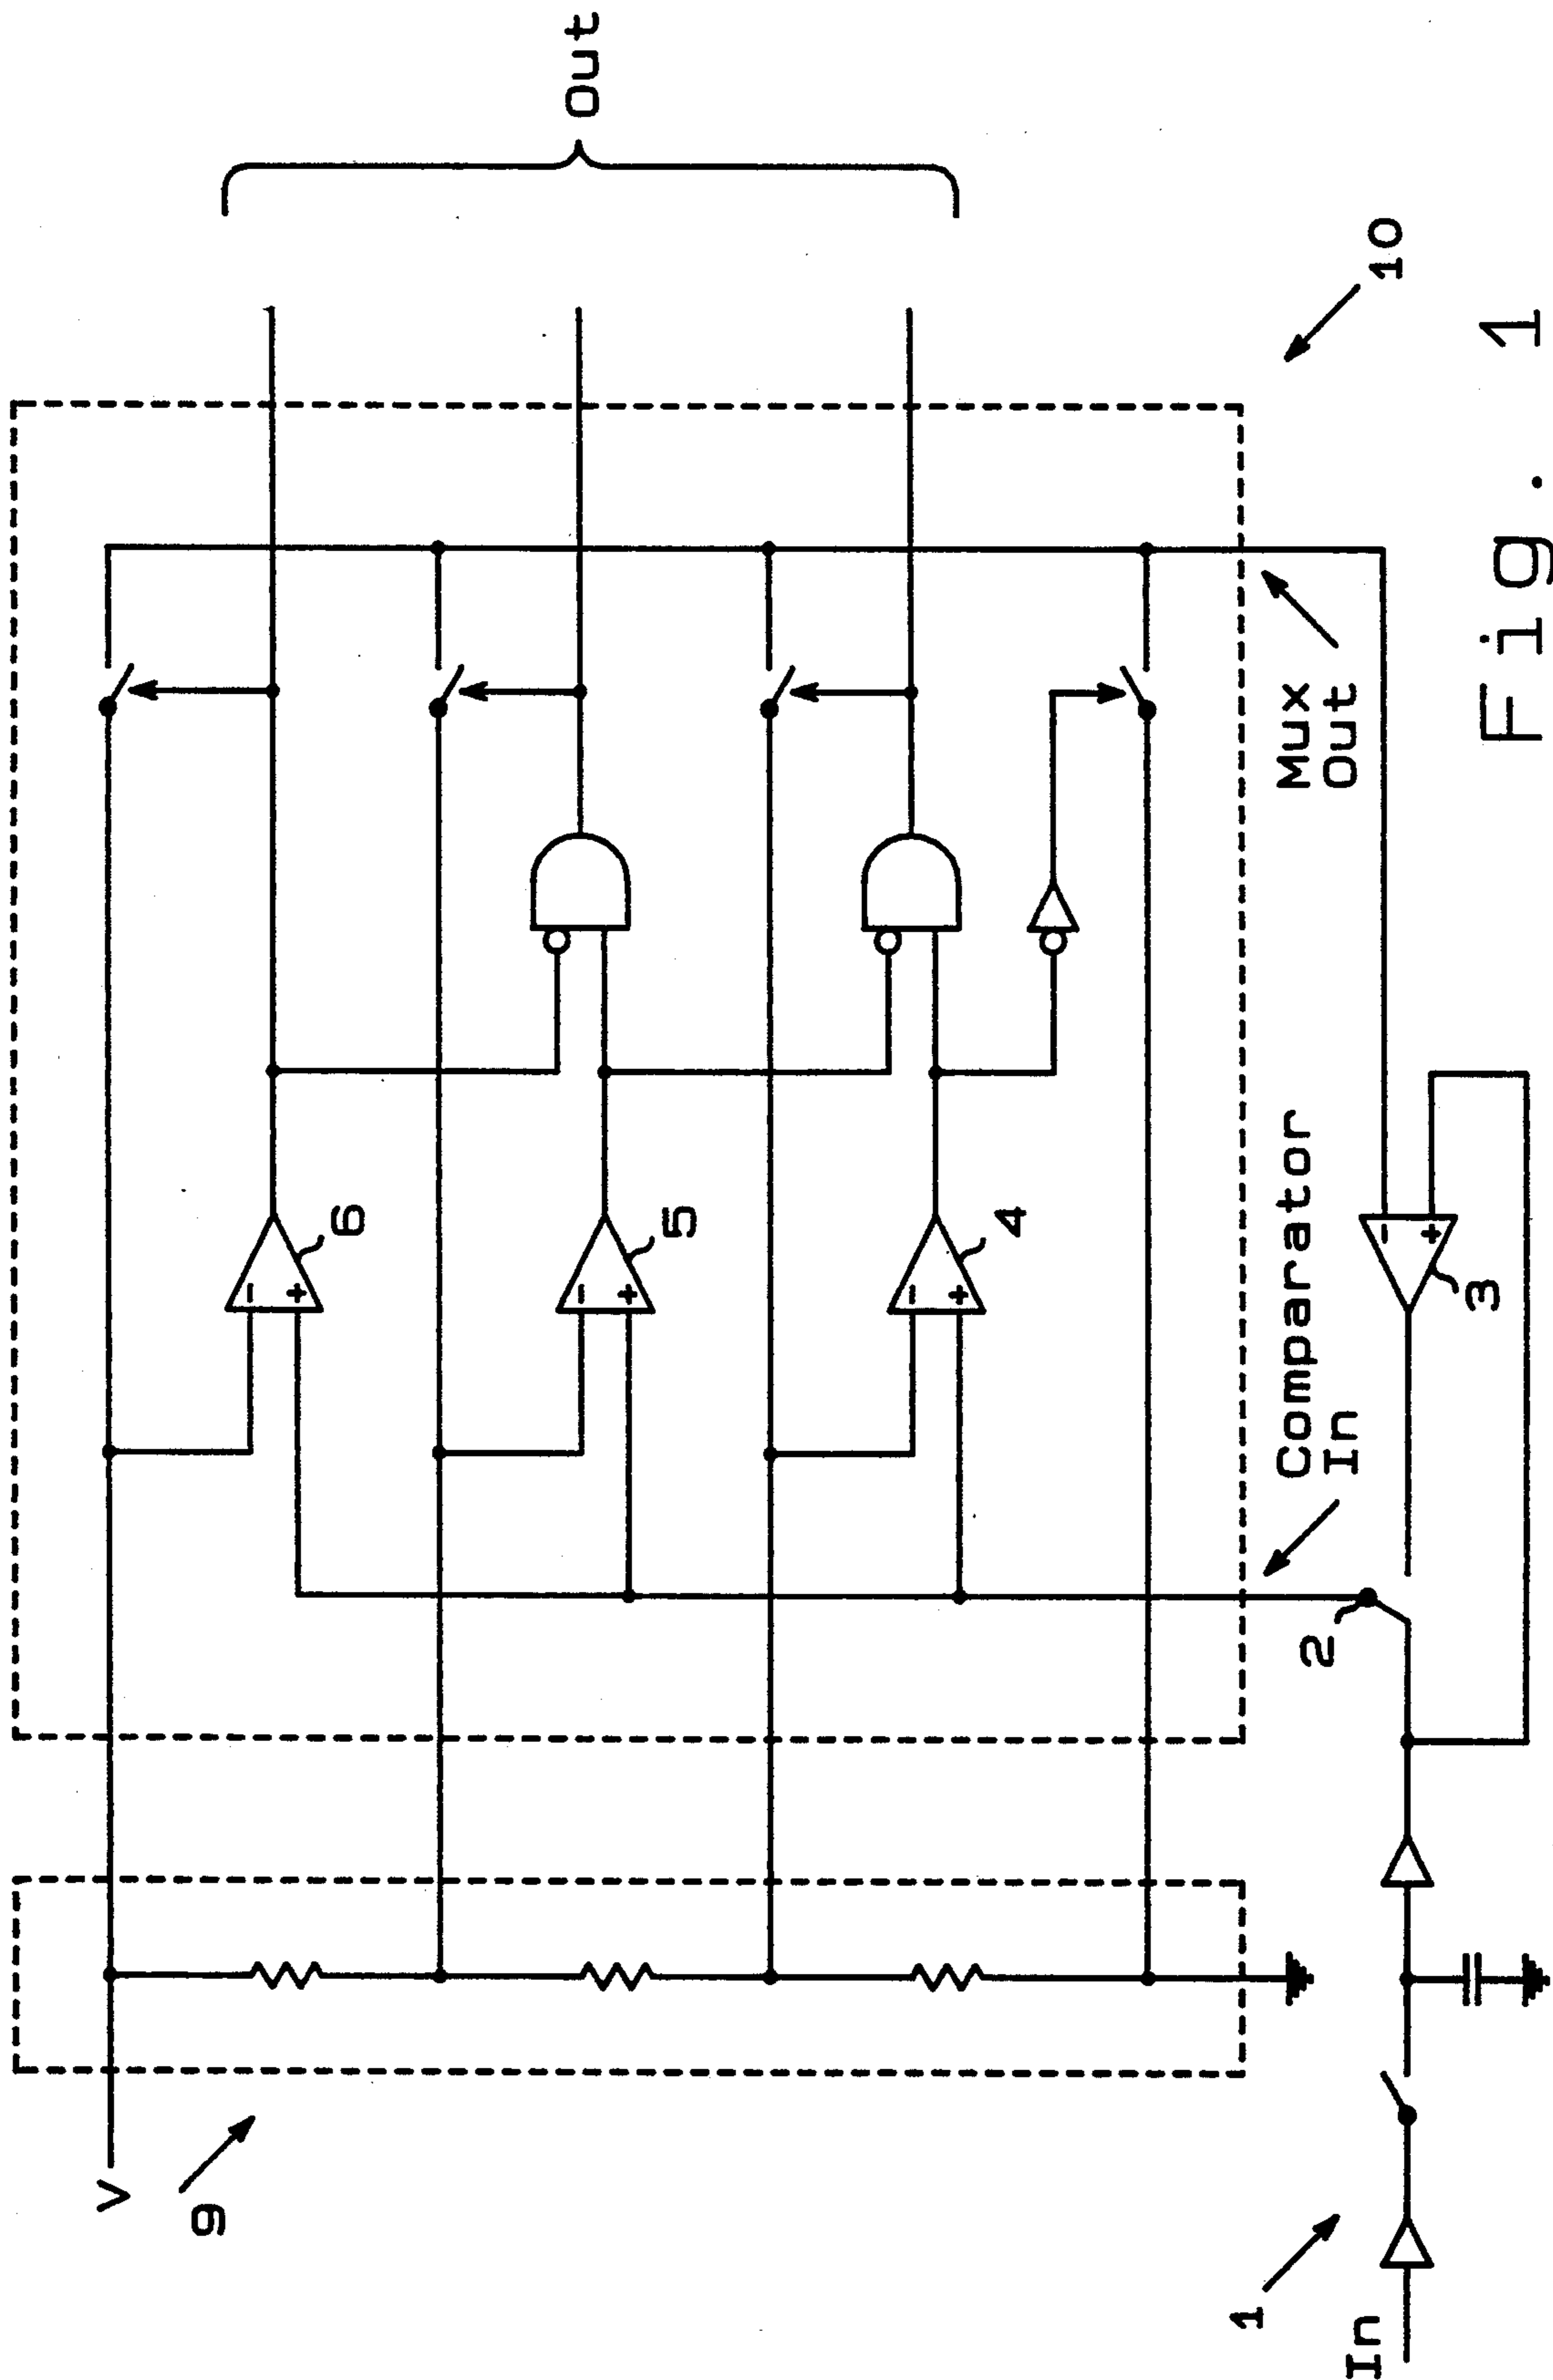 V
9
6
5
4
Out
Comparator
In
Mux
Out
10
2
3
1
In
-
+
-
+
-
+
-
+
Fig. 1